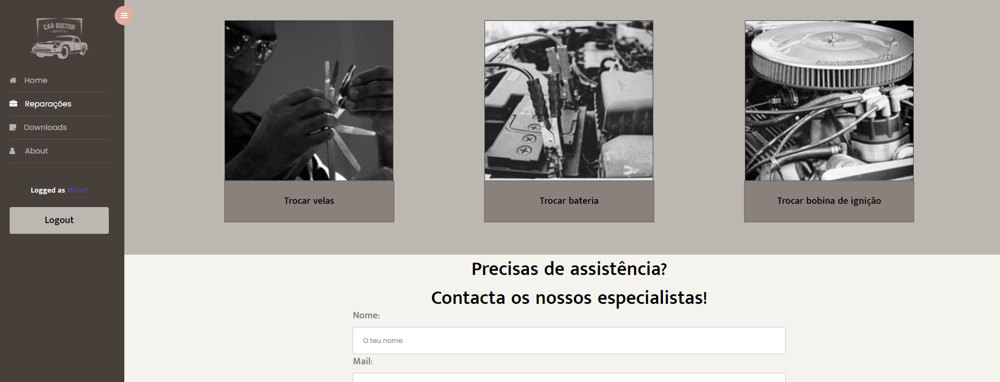 CAR DOCTOR
SERVICE
Home
Reparações
Downloads
About
Logged as Manel
Logout
Trocar velas
Trocar bateria
Trocar bobina de ignição
Precisas de assistência?
Contacta os nossos especialistas!
Nome:
O teu nome
Mail: